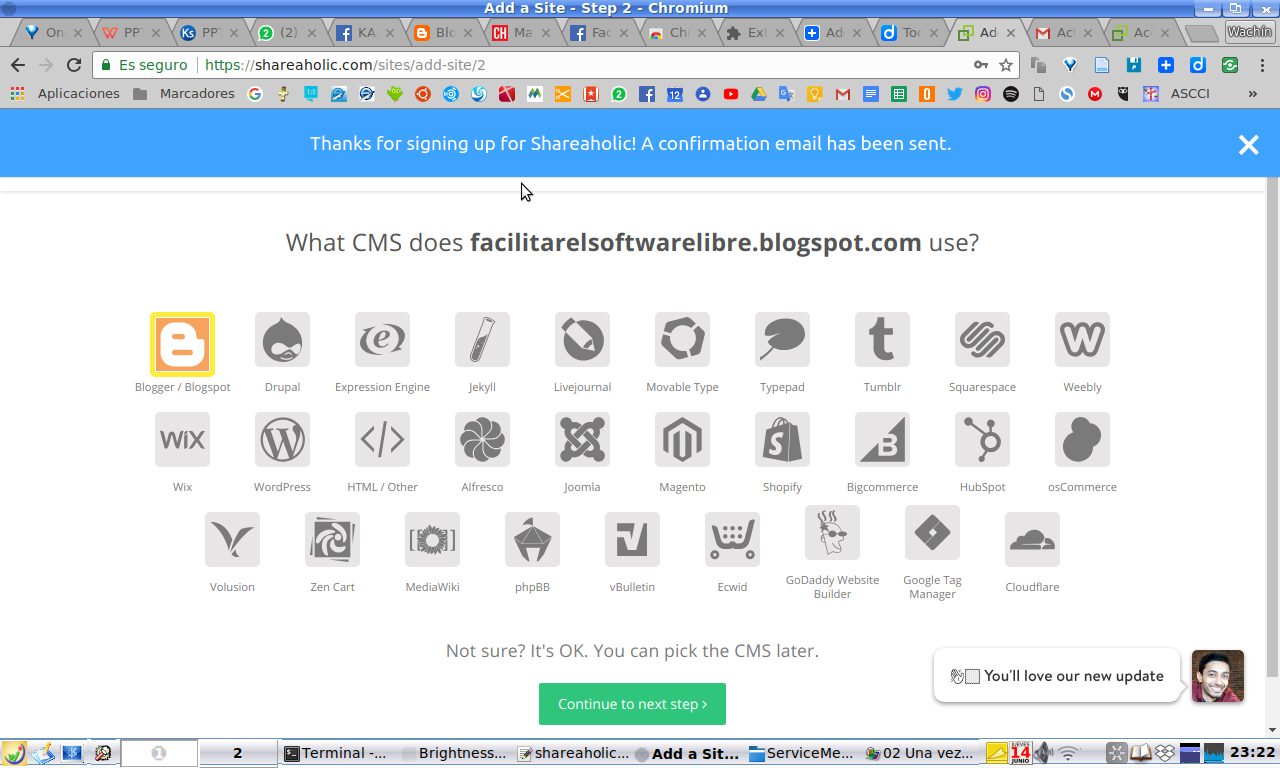 Add a Site - Step 2 - Chromium
On
PP
PP
(2)
KA
Blo
Ma
Fac
Ch
Ext
Ad
Too
Ad
Act
Acc
Wachin
Es seguro
https://shareaholic.com/sites/add-site/2
Aplicaciones
Marcadores
ASCCI
»
Thanks for signing up for Shareaholic! A confirmation email has been sent.
What CMS does facilitarelsoftwarelibre.blogspot.com use?
Blogger / Blogspot
Drupal
Expression Engine
Jekyll
Livejournal
Movable Type
Typepad
Tumblr
Squarespace
Weebly
WiX
Wix
WordPress
HTML / Other
Alfresco
Joomla
Magento
Shopify
Bigcommerce
HubSpot
osCommerce
Volusion
Zen Cart
MediaWiki
phpBB
vBulletin
Ecwid
GoDaddy Website
Builder
Google Tag
Manager
Cloudflare
Not sure? It's OK. You can pick the CMS later.
You'll love our new update
Continue to next step ›
1
2
Terminal -...
Brightness...
shareaholic...
Add a Sit...
ServiceMe...
02 Una vez...
JUEVES
14
JUNIO
23:22